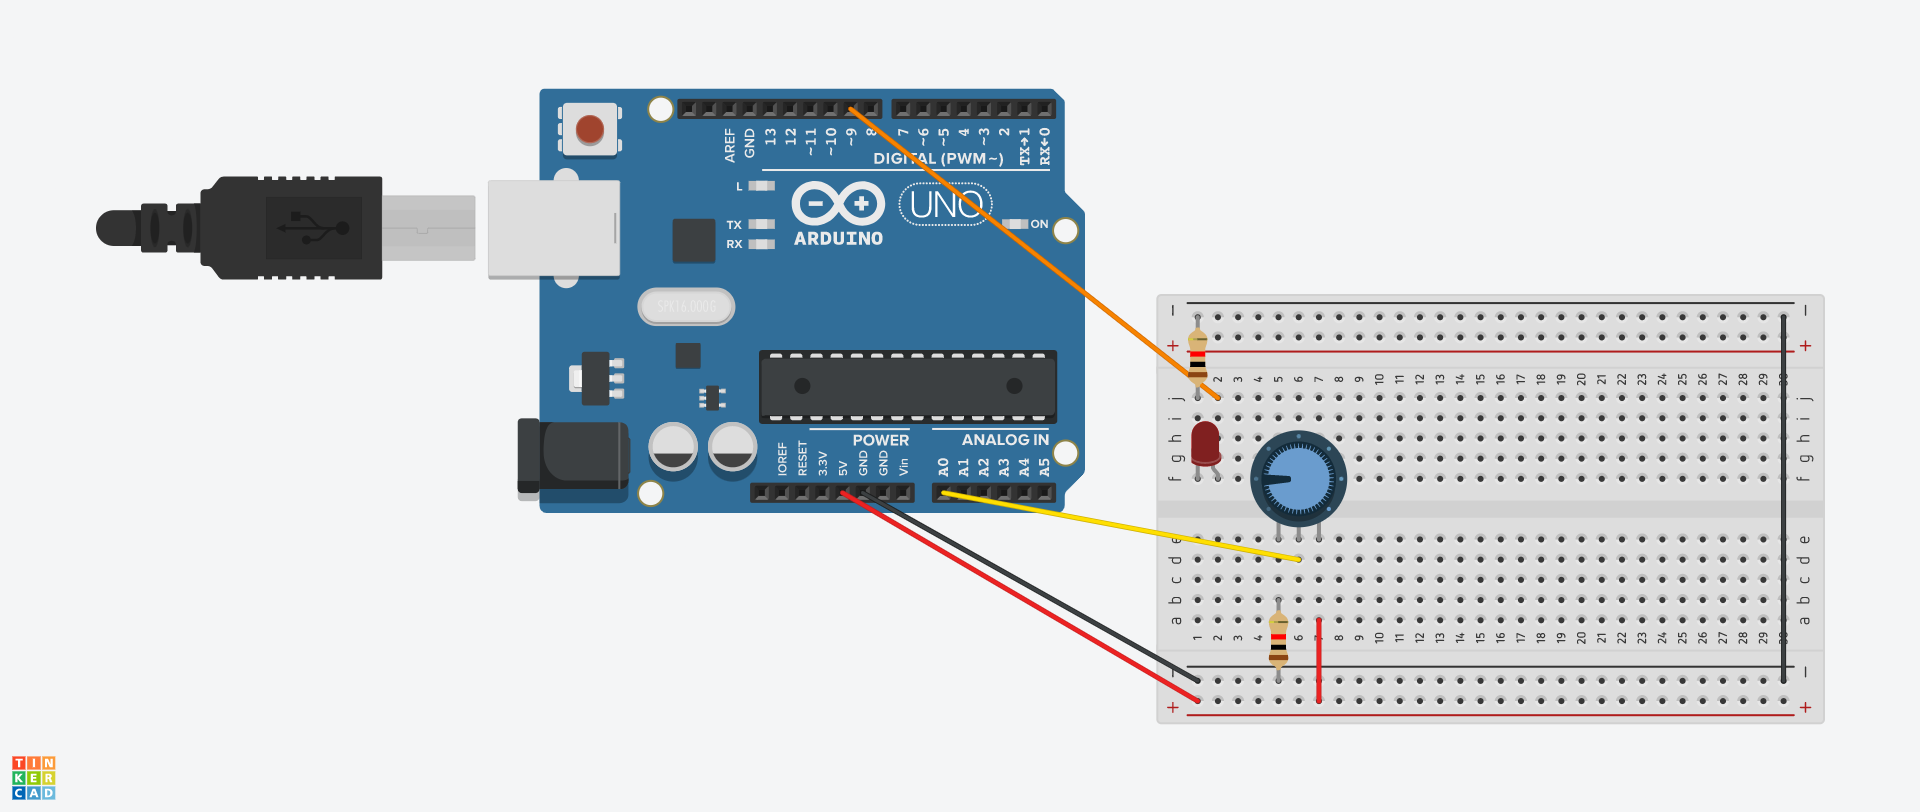 AREF GND 13 12 ~11 ~10 ~9 8 7 ~6 ~5 4 ~3 2 TX→1 RX←0
DIGITAL (PWM~)
L
TX
RX
UNO
ON
ARDUINO
SPK16.000G
POWER ANALOG IN
IOREF RESET 3.3V 5V GND GND Vin A0 A1 A2 A3 A4 A5
− −
+ +
2 3 4 5 6 7 8 9 10 11 12 13 14 15 16 17 18 19 20 21 22 23 24 25 26 27 28 29 30
j j
i i
h h
g g
f f
e e
d d
c c
b b
a a
1 2 3 4 5 6 7 8 9 10 11 12 13 14 15 16 17 18 19 20 21 22 23 24 25 26 27 28 29 30
− −
+ +
TIN
KER
CAD